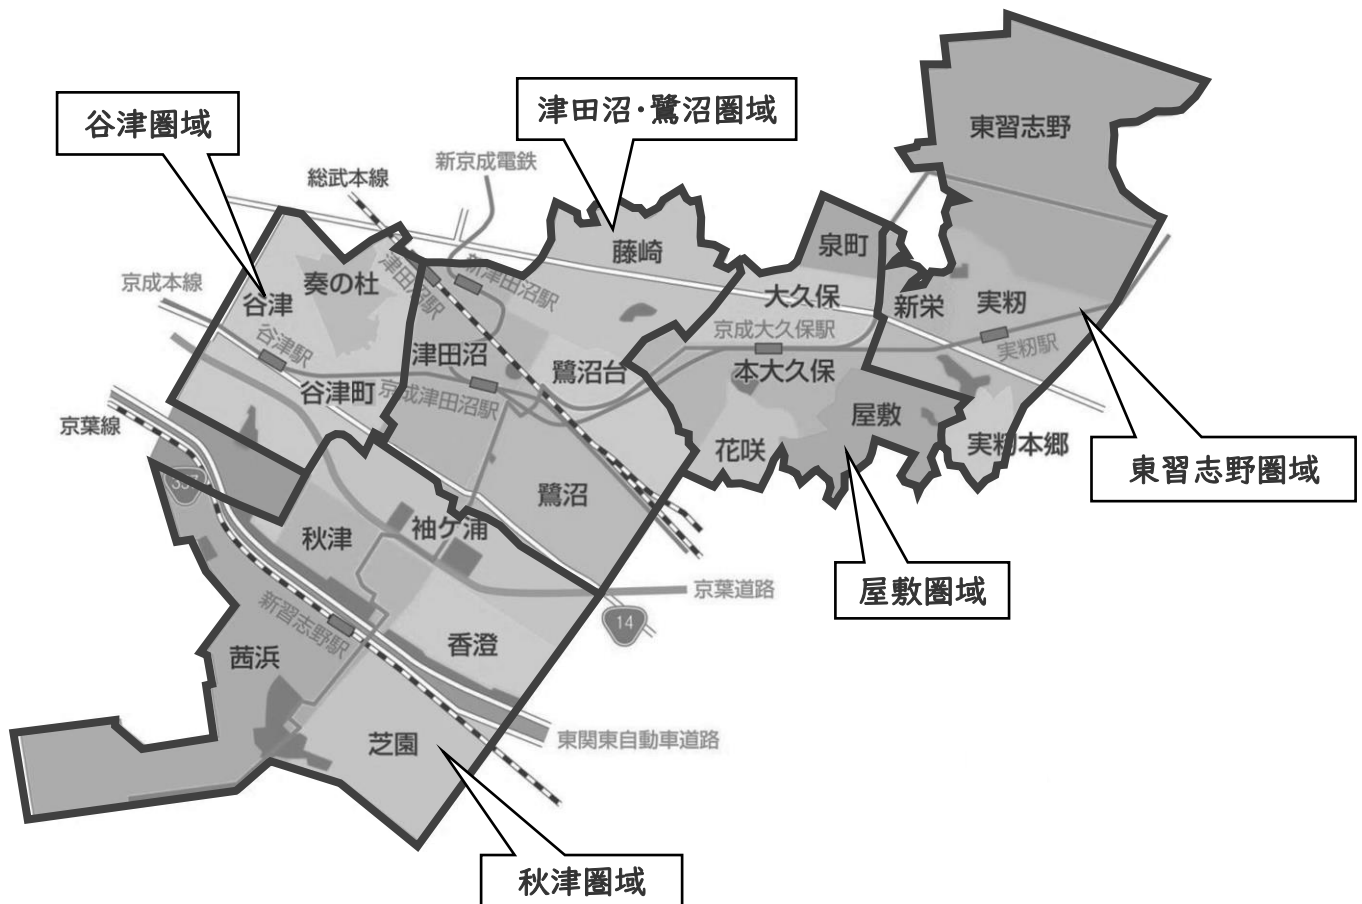 谷津圏域
津田沼・鷺沼圏域
東習志野
新京成電鉄
総武本線
泉町
藤崎
奏の杜
津田沼駅
新津田沼駅
京成本線
谷津
大久保
新栄
実籾
京成大久保駅
谷津駅
津田沼
実籾駅
鷺沼台
本大久保
谷津町
京成津田沼駅
屋敷
京葉線
花咲
実籾本郷
東習志野圏域
357
鷺沼
秋津
袖ケ浦
屋敷圏域
京葉道路
新習志野駅
14
香澄
茜浜
芝園
東関東自動車道路
秋津圏域